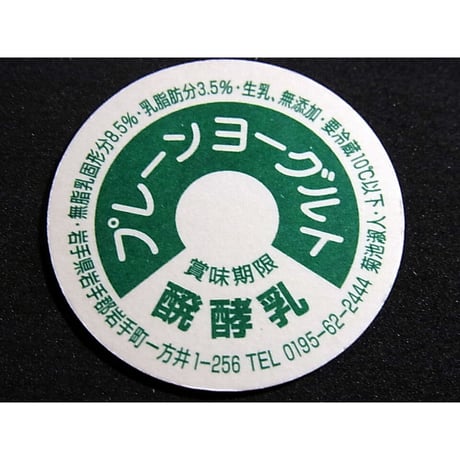 無脂乳固形分8.5%・乳脂肪分3.5%・生乳、無添加・要冷蔵10℃以下・
プレーンヨーグルト
賞味期限
醗酵乳
岩手県岩手郡岩手町一方井1-256 TEL 0195-62-2444 菊池淑人